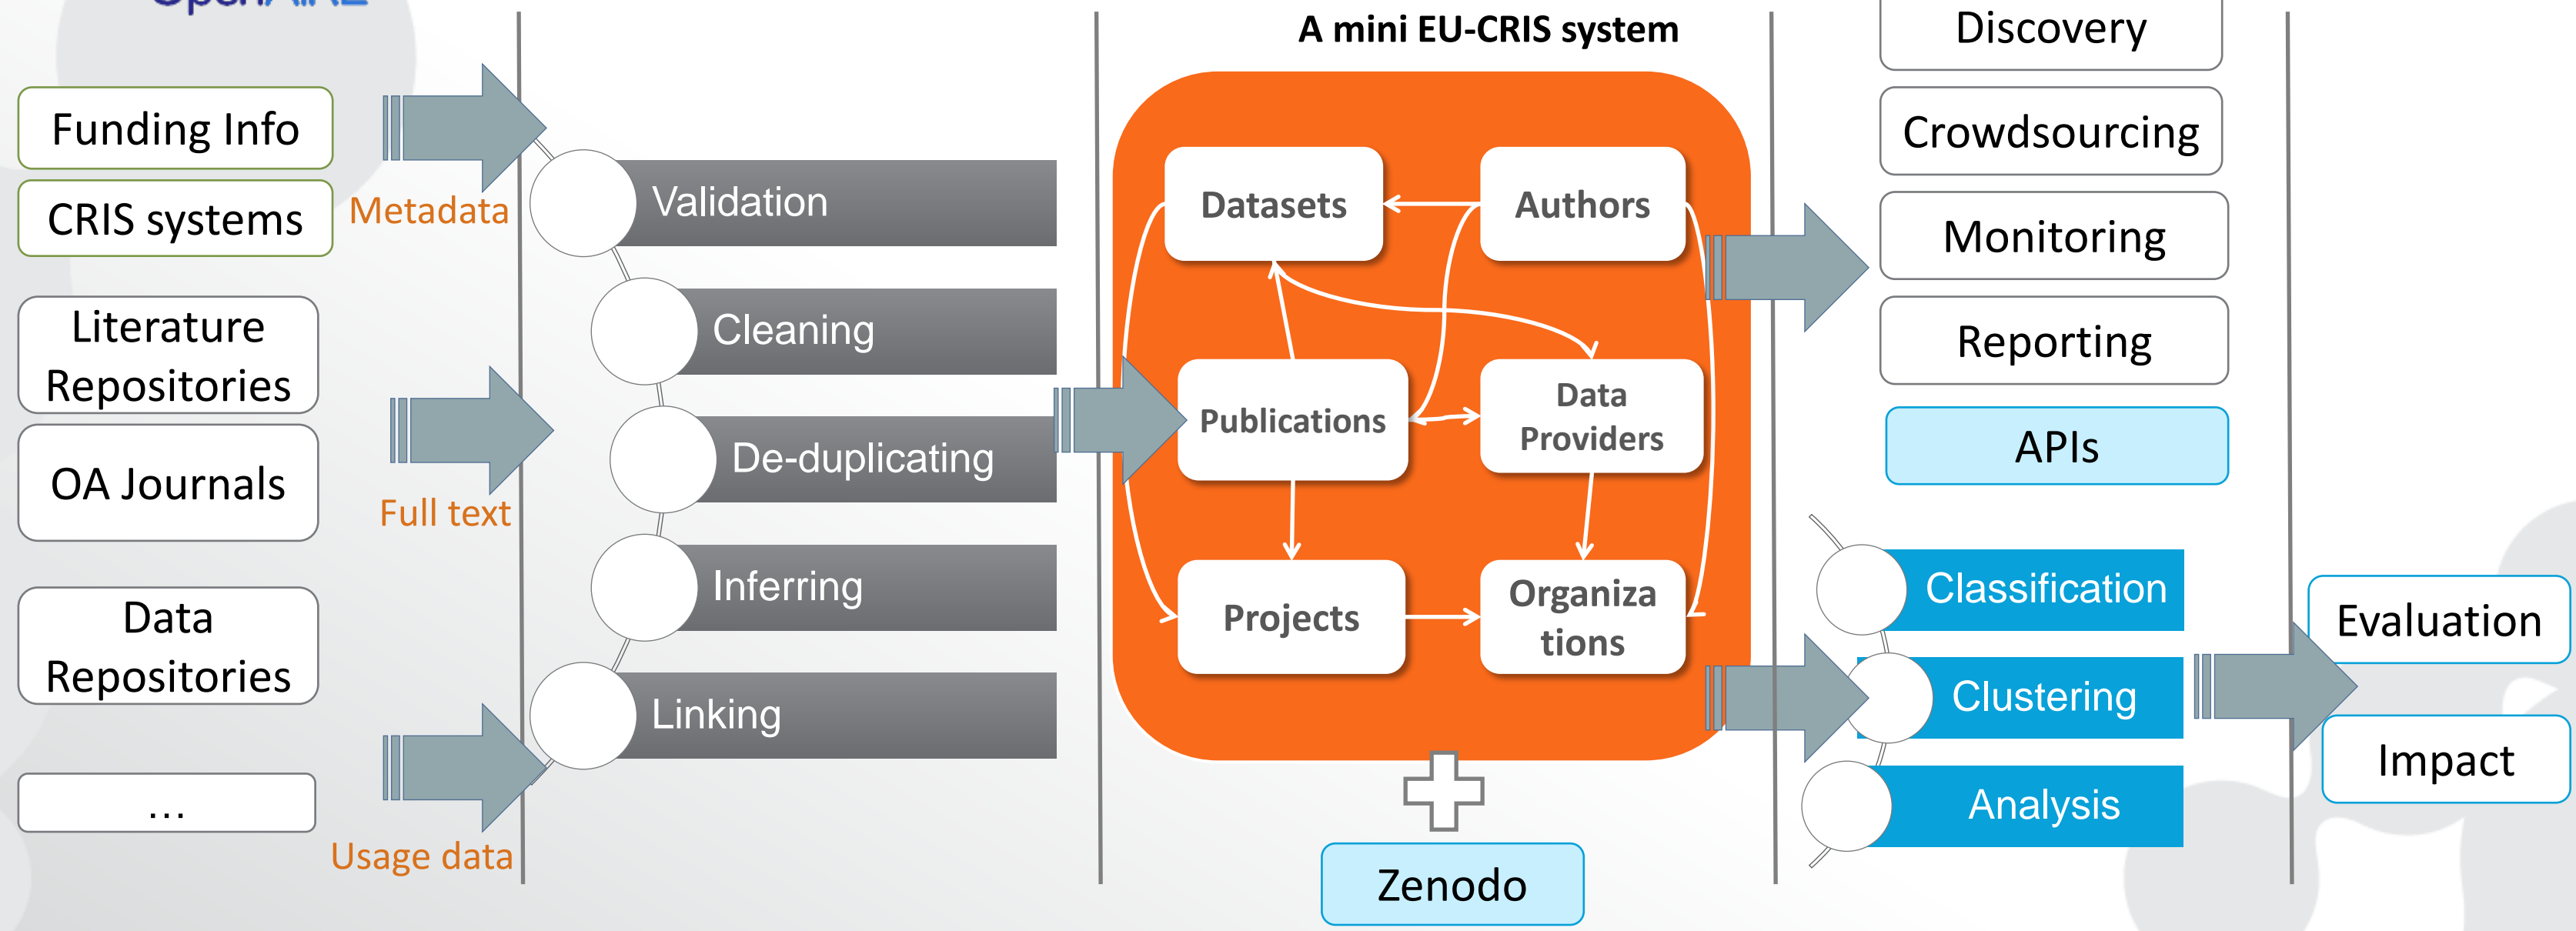 OpenAIRE
A mini EU-CRIS system
Funding Info
CRIS systems
Literature
Repositories
OA Journals
Data
Repositories
...
Metadata
Full text
Usage data
Validation
Cleaning
De-duplicating
Inferring
Linking
Datasets
Authors
Publications
Data
Providers
Projects
Organiza
tions
Zenodo
Discovery
Crowdsourcing
Monitoring
Reporting
APIs
Classification
Clustering
Analysis
Evaluation
Impact